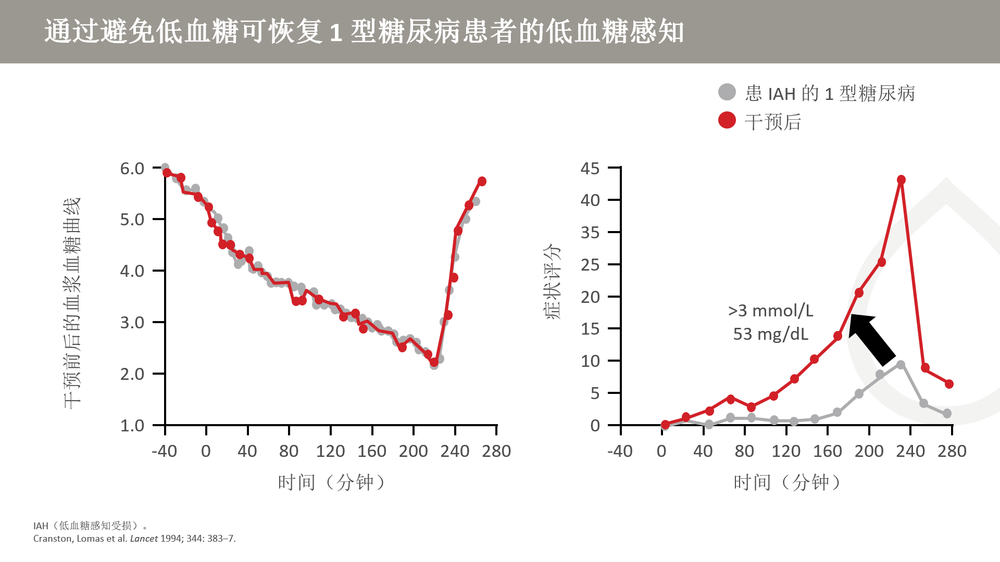 通过避免低血糖可恢复 1 型糖尿病患者的低血糖感知
患 IAH 的 1 型糖尿病
干预后
干预前后的血浆血糖曲线
6.0
5.0
4.0
3.0
2.0
1.0
-40 0 40 80 120 160 200 240 280
时间（分钟）
症状评分
45
40
35
25
20
15
10
5
0
>3 mmol/L
53 mg/dL
-40 0 40 80 120 160 200 240 280
时间（分钟）
IAH（低血糖感知受损）。
Cranston, Lomas et al. Lancet 1994; 344: 383–7.